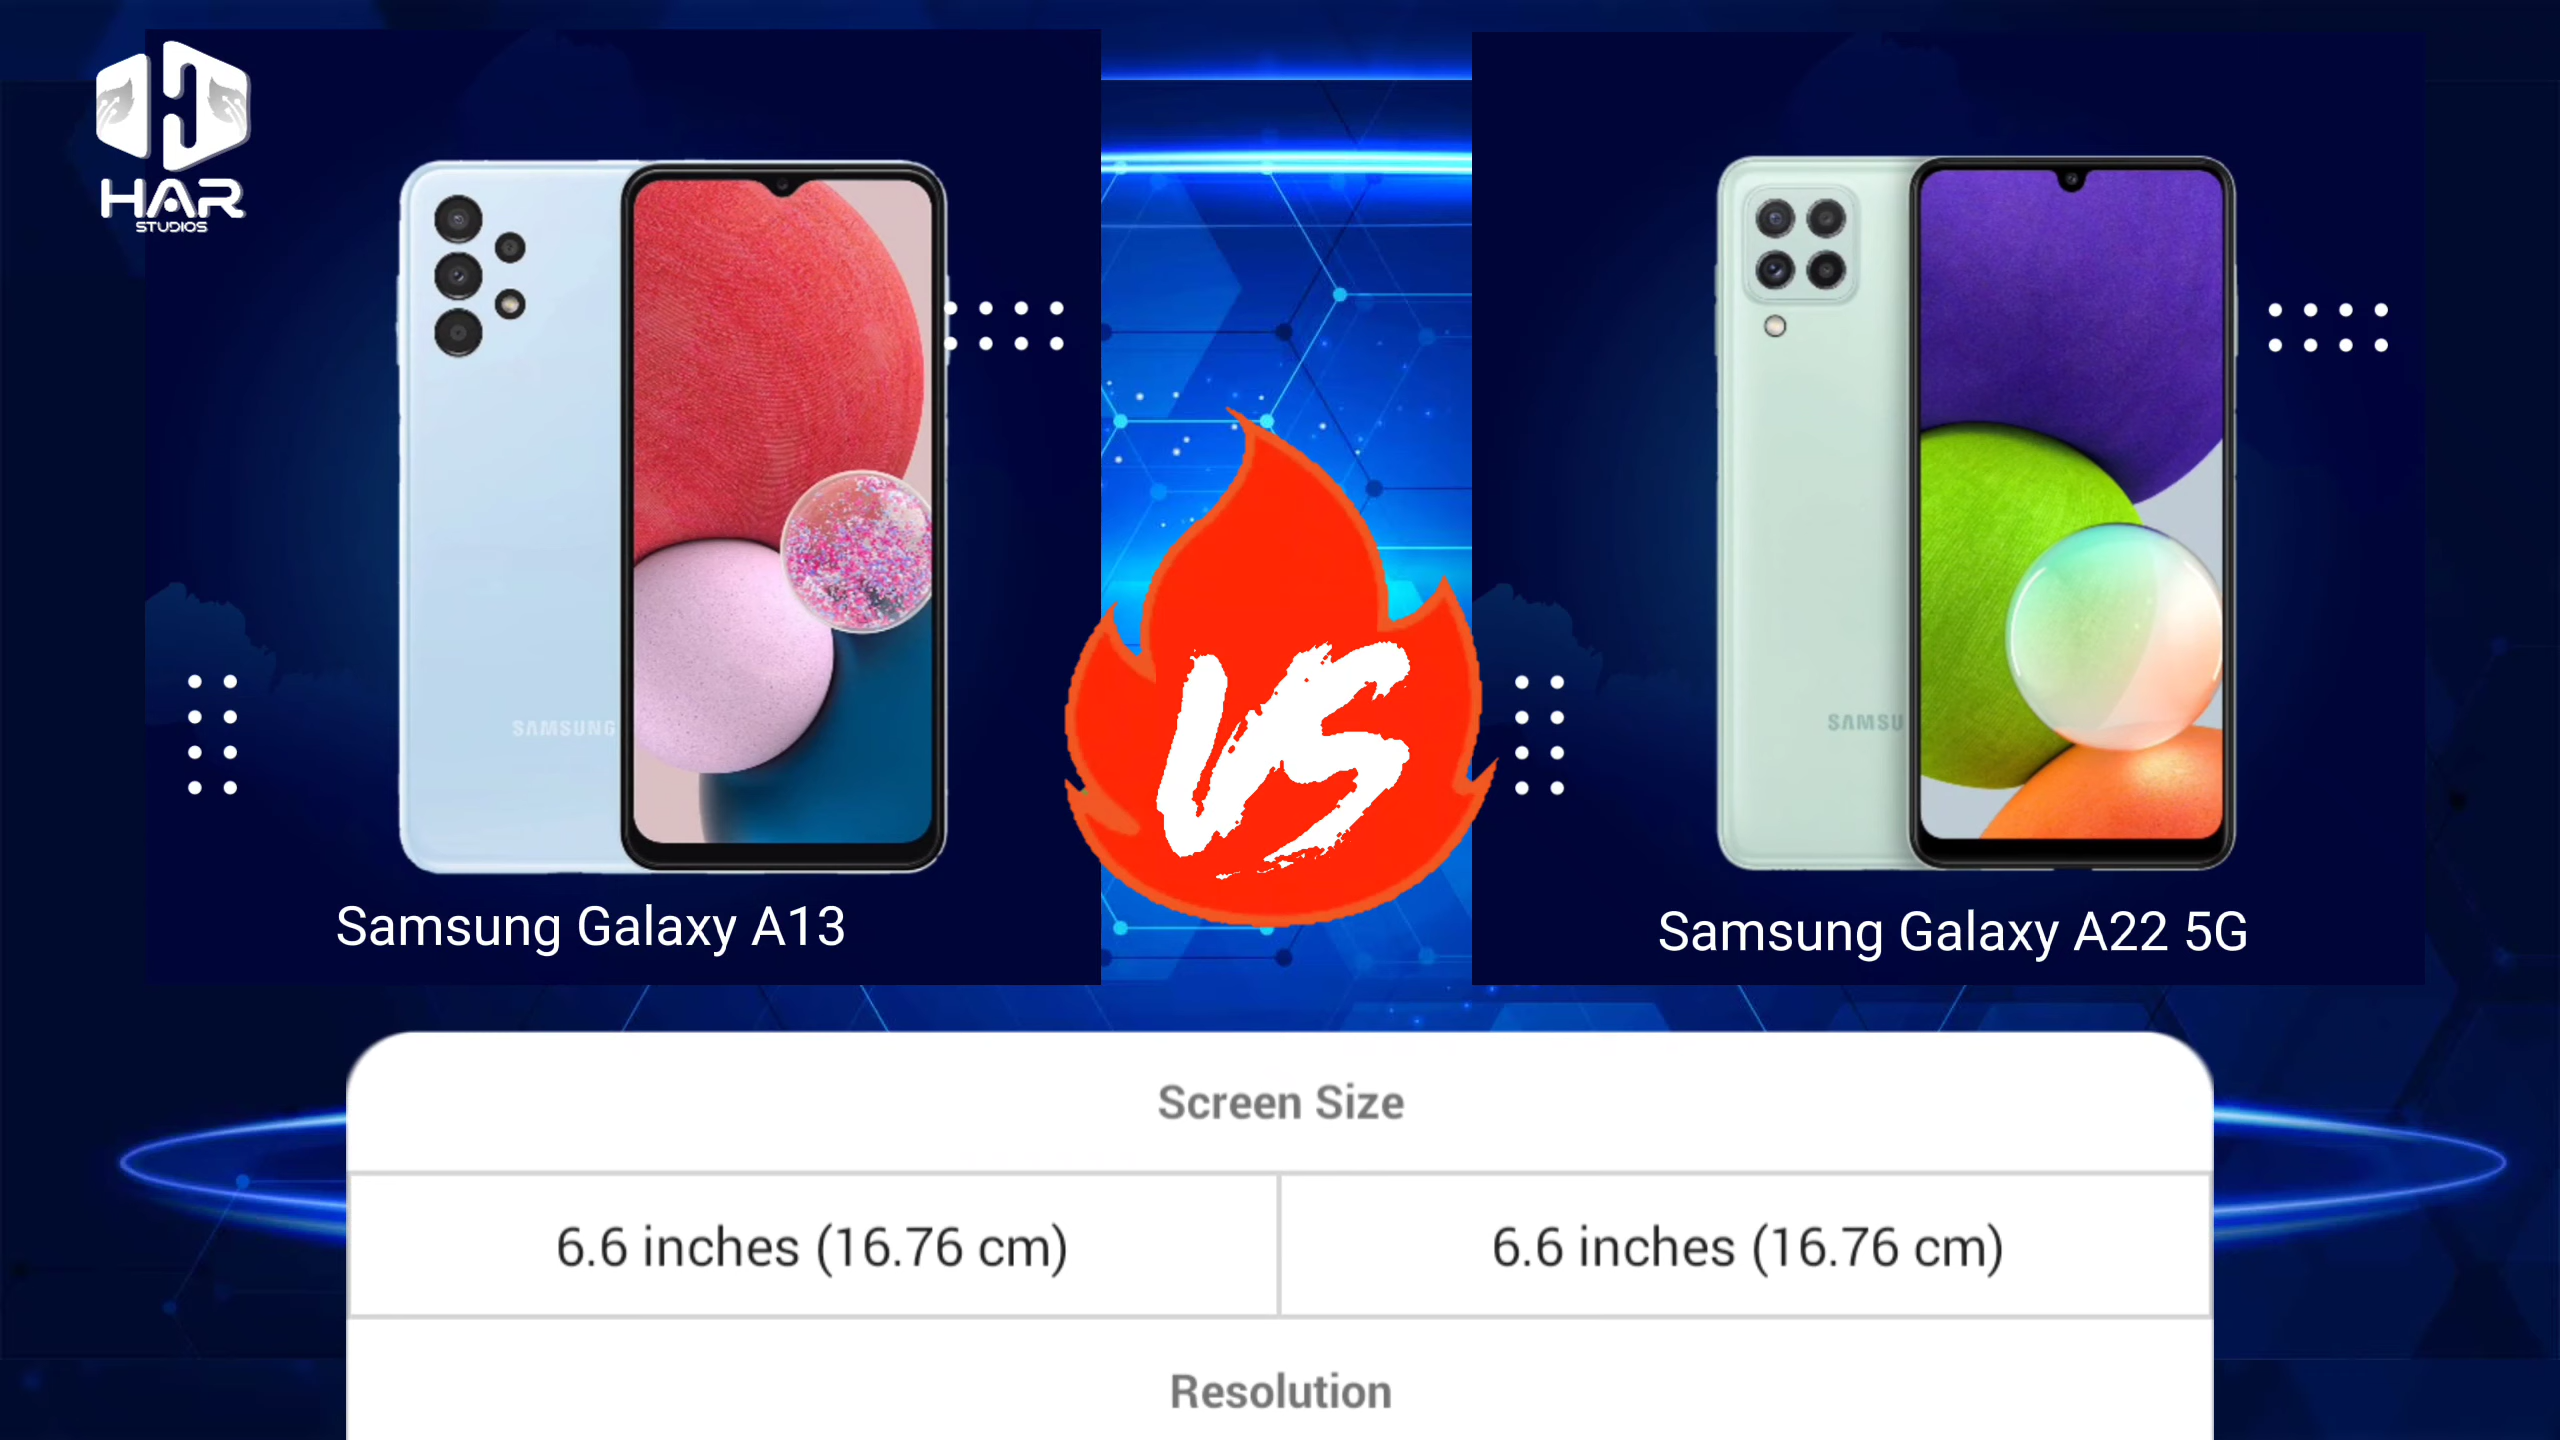 HAR
STUDIOS
SAMSUNG
SAMSU
VS
Samsung Galaxy A13
Samsung Galaxy A22 5G
Screen Size
6.6 inches (16.76 cm)
6.6 inches (16.76 cm)
Resolution